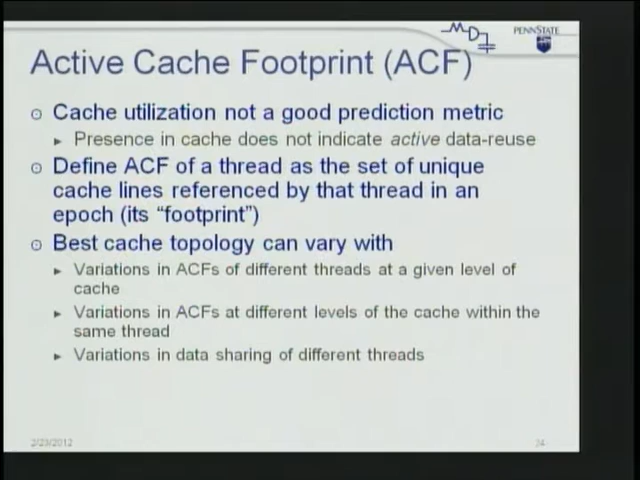 MDL
PENNSTATE
Active Cache Footprint (ACF)
Cache utilization not a good prediction metric
Presence in cache does not indicate active data-reuse
Define ACF of a thread as the set of unique
cache lines referenced by that thread in an
epoch (its “footprint”)
Best cache topology can vary with
Variations in ACFs of different threads at a given level of
cache
Variations in ACFs at different levels of the cache within the
same thread
Variations in data sharing of different threads
2/23/2012